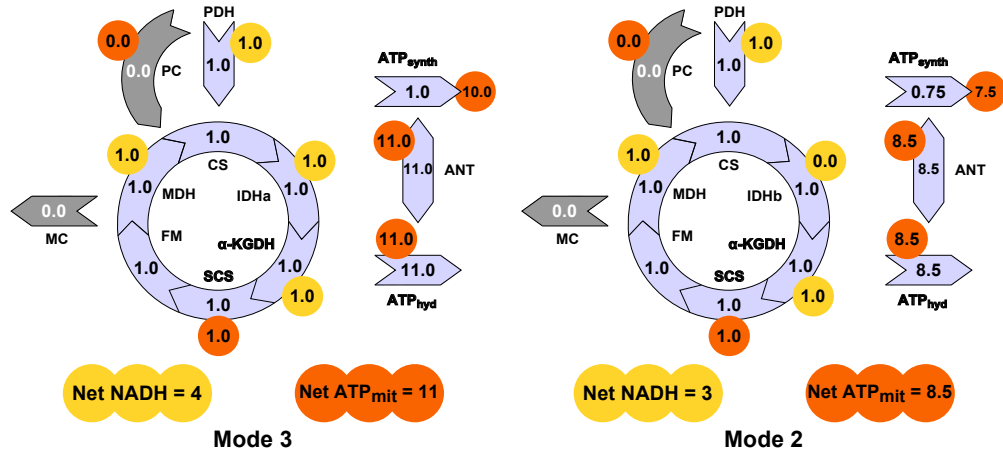 PDH
0.0
1.0
0.0
PC
1.0
ATPsynth
1.0
10.0
1.0
1.0
1.0
11.0
CS
1.0
MDH
IDHa
1.0
11.0
ANT
0.0
MC
FM
α-KGDH
11.0
1.0
SCS
1.0
11.0
1.0
1.0
ATPhyd
1.0
Net NADH = 4
Net ATPmit = 11
Mode 3
PDH
0.0
1.0
0.0
PC
1.0
ATPsynth
0.75
7.5
1.0
1.0
0.0
8.5
CS
1.0
MDH
IDHb
1.0
8.5
ANT
0.0
MC
FM
α-KGDH
8.5
1.0
SCS
1.0
8.5
1.0
1.0
ATPhyd
1.0
Net NADH = 3
Net ATPmit = 8.5
Mode 2